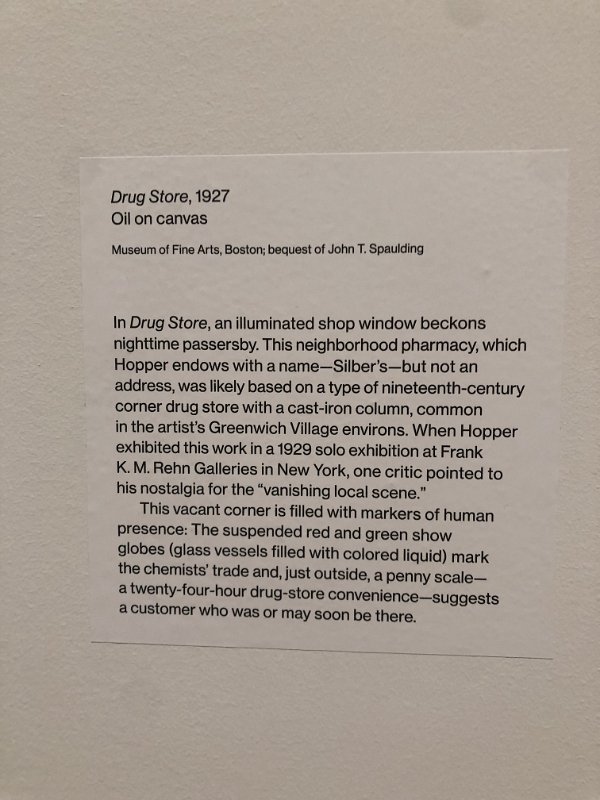 Drug Store, 1927
Oil on canvas
Museum of Fine Arts, Boston; bequest of John T. Spaulding
In Drug Store, an illuminated shop window beckons
nighttime passersby. This neighborhood pharmacy, which
Hopper endows with a name—Silber's—but not an
address, was likely based on a type of nineteenth-century
corner drug store with a cast-iron column, common
in the artist's Greenwich Village environs. When Hopper
exhibited this work in a 1929 solo exhibition at Frank
K. M. Rehn Galleries in New York, one critic pointed to
his nostalgia for the “vanishing local scene.”
This vacant corner is filled with markers of human
presence: The suspended red and green show
globes (glass vessels filled with colored liquid) mark
the chemists' trade and, just outside, a penny scale—
a twenty-four-hour drug-store convenience—suggests
a customer who was or may soon be there.